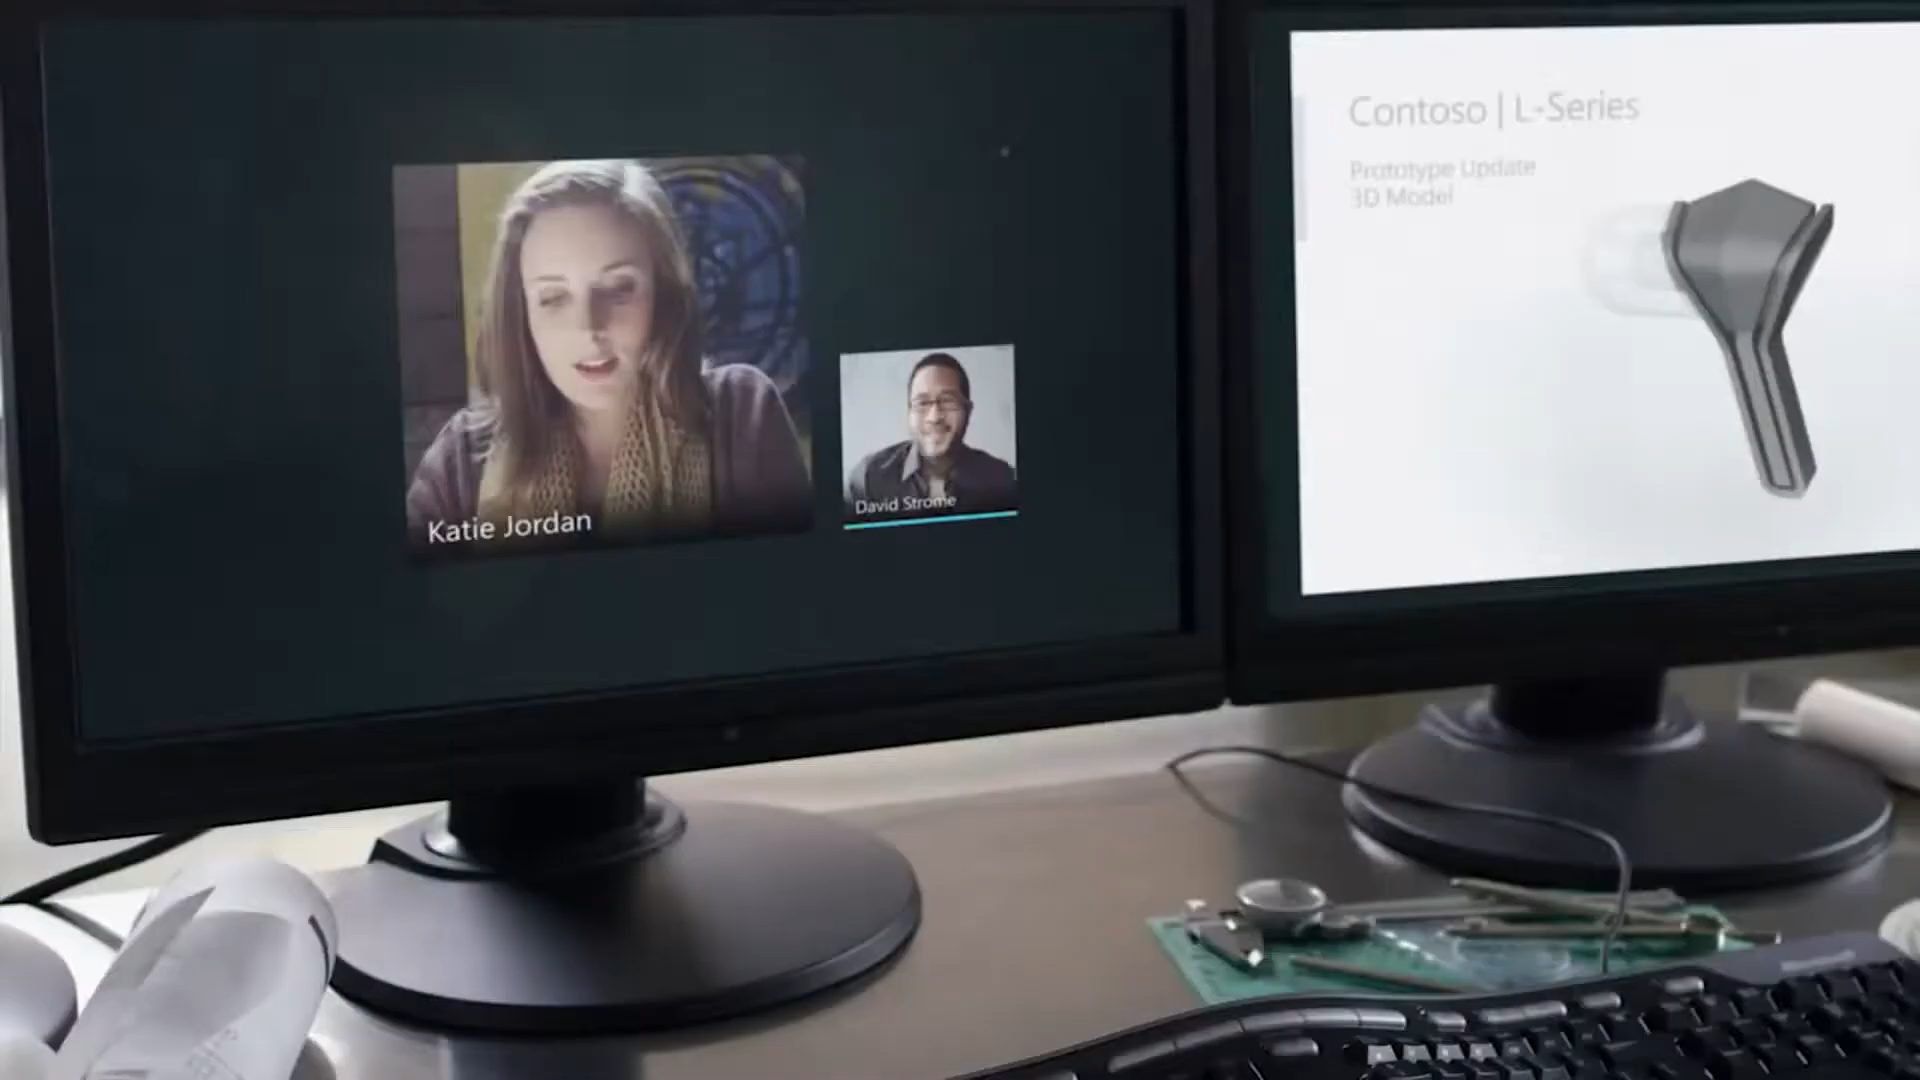 Katie Jordan
David Strome
Contoso | L-Series
Prototype Update
3D Model